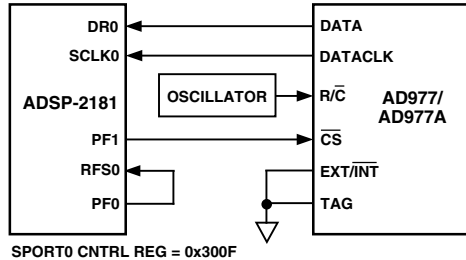 DR0
SCLK0
ADSP-2181
PF1
RFS0
PF0
OSCILLATOR
DATA
DATACLK
R/C̅
AD977/
AD977A
C̅S̅
EXT/I̅N̅T̅
TAG
SPORT0 CNTRL REG = 0x300F